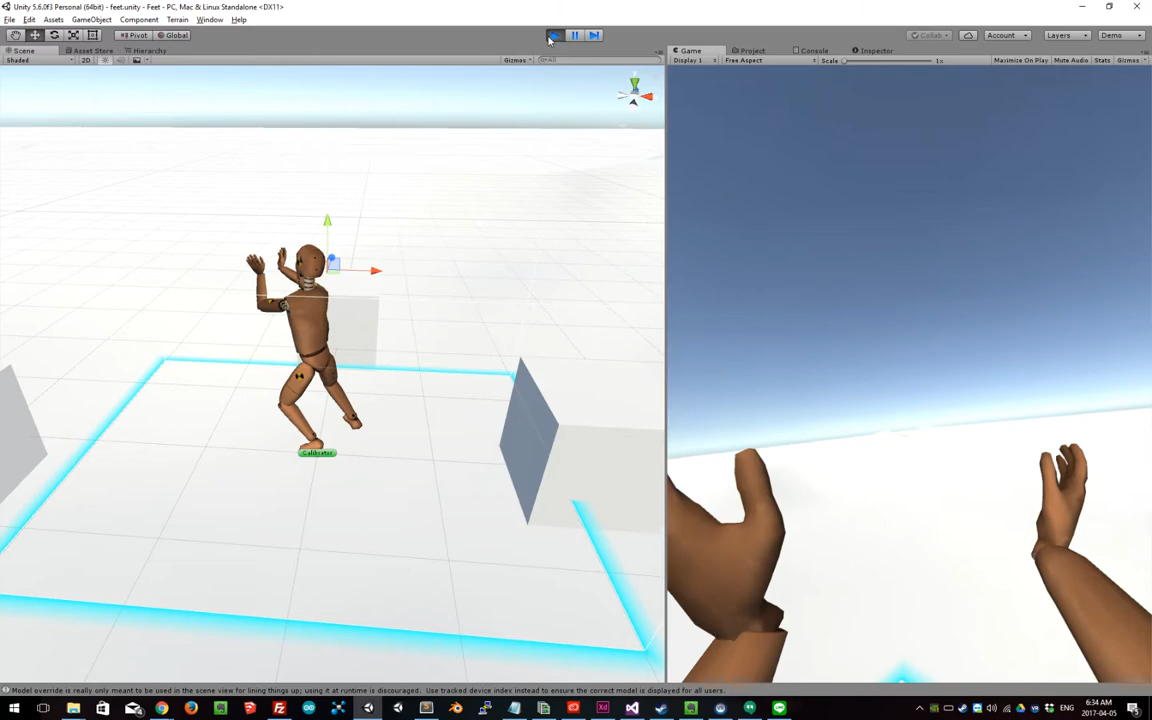 Unity 5.6.0f3 Personal (64bit) - feet.unity - Feet - PC, Mac & Linux Standalone <DX11>
File Edit Assets GameObject Component Terrain Window Help
Pivot Global Collab Account Layers Demo
Scene Asset Store Hierarchy Game Project Console Inspector
Shaded 2D Gizmos All Display 1 Free Aspect Scale 1x Maximize On Play Mute Audio Stats Gizmos
Calibrator
Model override is really only meant to be used in the scene view for lining things up; using it at runtime is discouraged. Use tracked device index instead to ensure the correct model is displayed for all users.
6:34 AM
ENG
2017-04-05